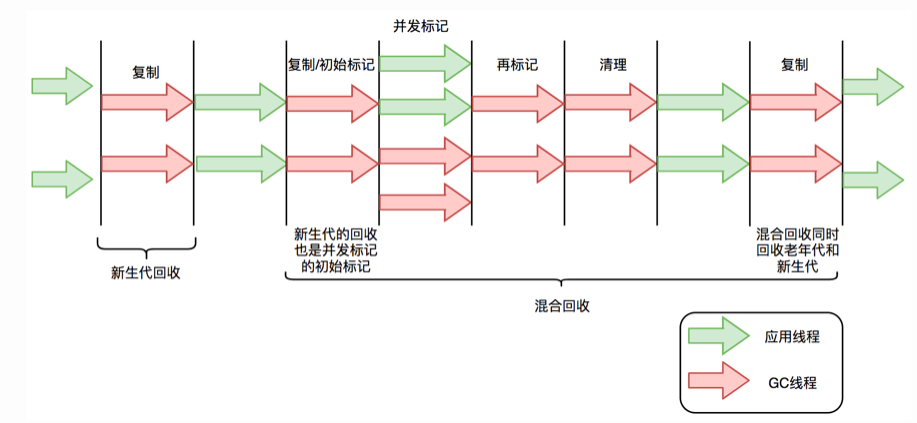 并发标记
复制
复制/初始标记
再标记
清理
复制
新生代的回收
也是并发标记
的初始标记
混合回收同时
回收老年代和
新生代
新生代回收
混合回收
应用线程
GC线程